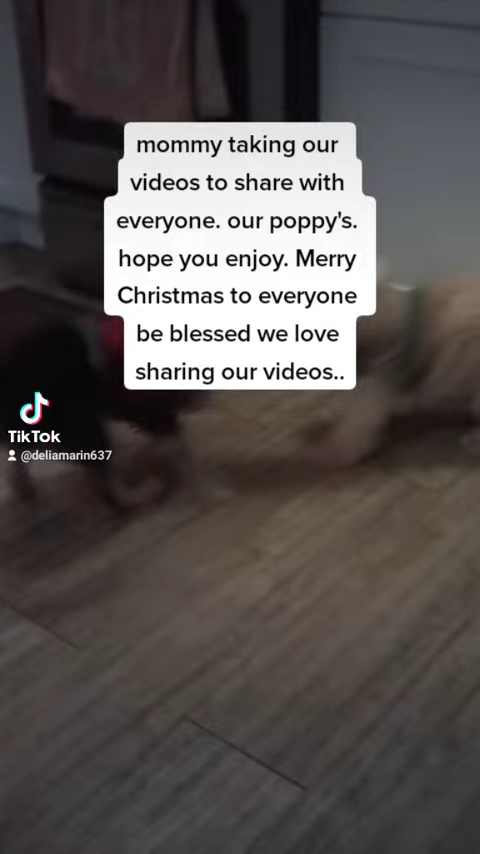 mommy taking our
videos to share with
everyone. our poppy's.
hope you enjoy. Merry
Christmas to everyone
be blessed we love
sharing our videos..
TikTok
@deliamarin637